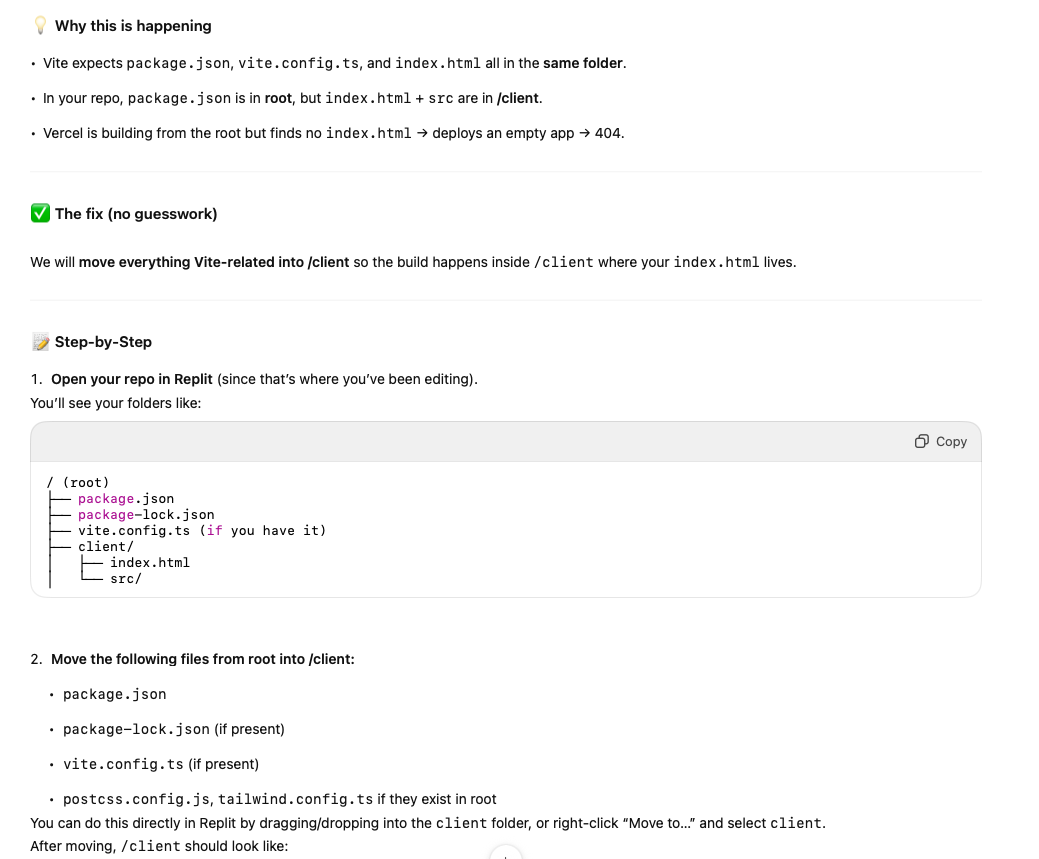 💡 Why this is happening
• Vite expects package.json, vite.config.ts, and index.html all in the same folder.
• In your repo, package.json is in root, but index.html + src are in /client.
• Vercel is building from the root but finds no index.html → deploys an empty app → 404.
✅ The fix (no guesswork)
We will move everything Vite-related into /client so the build happens inside /client where your index.html lives.
📝 Step-by-Step
1. Open your repo in Replit (since that’s where you’ve been editing).
You’ll see your folders like:
Copy
/ (root)
├── package.json
├── package-lock.json
├── vite.config.ts (if you have it)
├── client/
│   ├── index.html
│   └── src/
2. Move the following files from root into /client:
• package.json
• package-lock.json (if present)
• vite.config.ts (if present)
• postcss.config.js, tailwind.config.ts if they exist in root
You can do this directly in Replit by dragging/dropping into the client folder, or right-click “Move to…” and select client.
After moving, /client should look like: